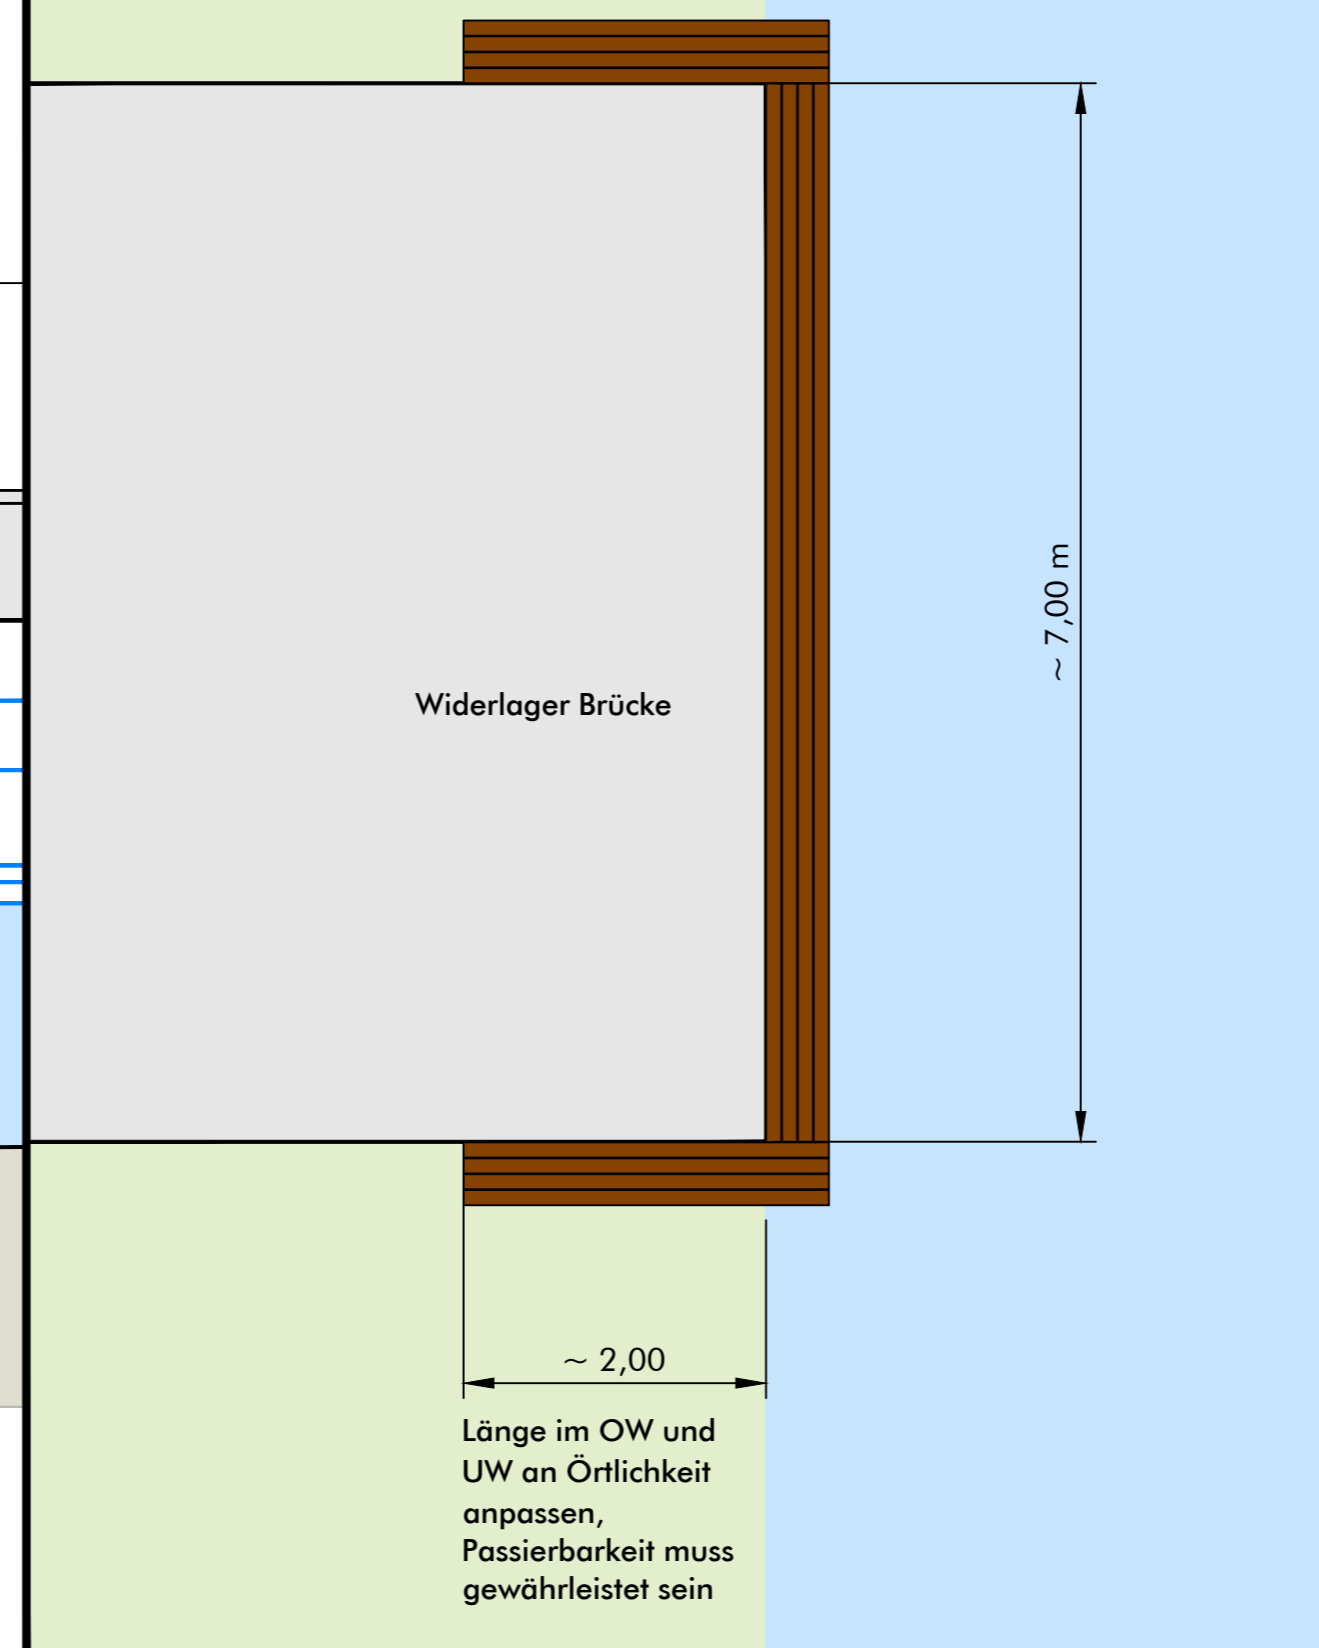 ~ 7,00 m
Widerlager Brücke
~ 2,00
Länge im OW und
UW an Örtlichkeit
anpassen,
Passierbarkeit muss
gewährleistet sein